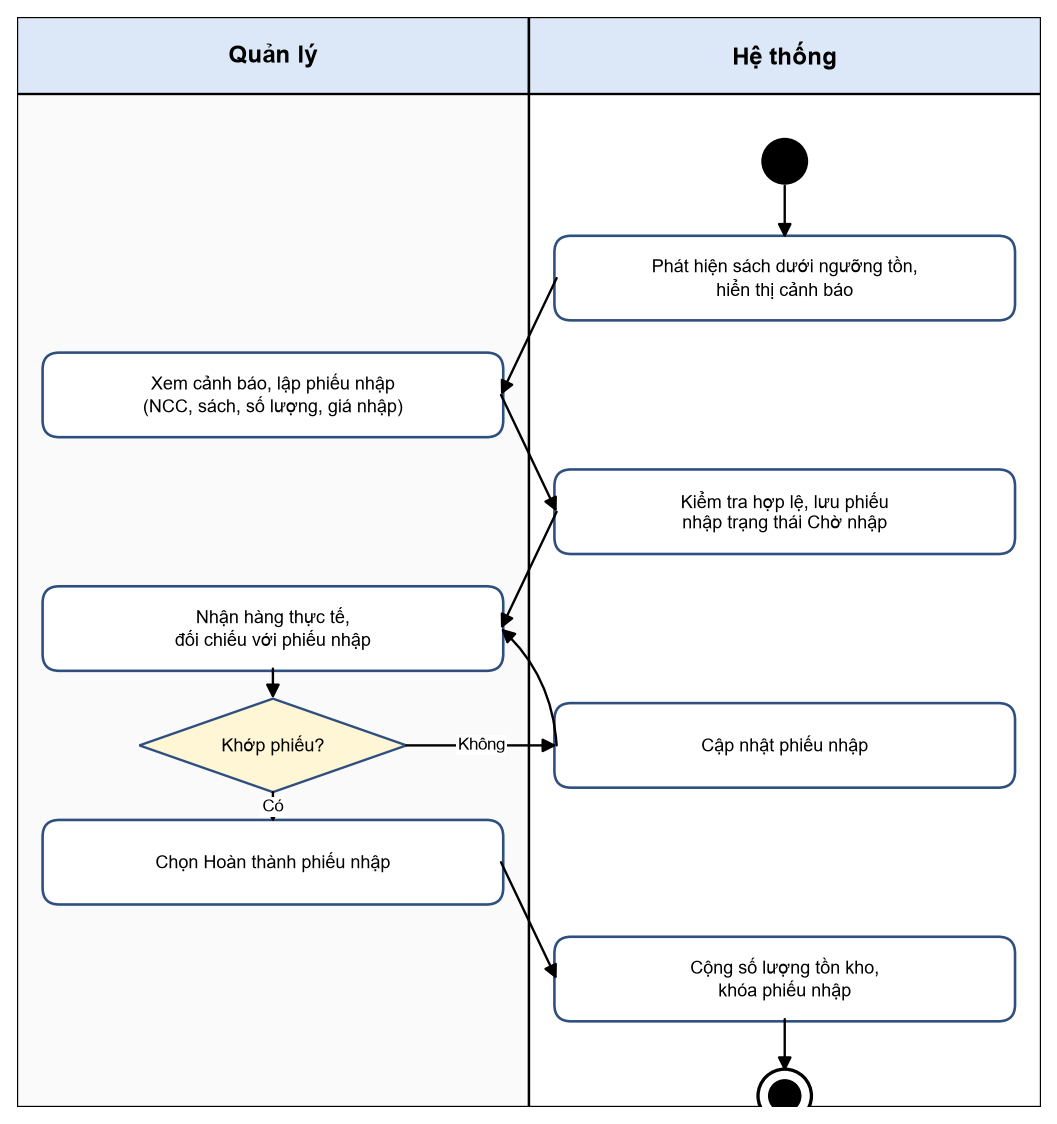 Quản lý
Hệ thống
Phát hiện sách dưới ngưỡng tồn,
hiển thị cảnh báo
Xem cảnh báo, lập phiếu nhập
(NCC, sách, số lượng, giá nhập)
Kiểm tra hợp lệ, lưu phiếu
nhập trạng thái Chờ nhập
Nhận hàng thực tế,
đối chiếu với phiếu nhập
Khớp phiếu?
Không
Cập nhật phiếu nhập
Có
Chọn Hoàn thành phiếu nhập
Cộng số lượng tồn kho,
khóa phiếu nhập